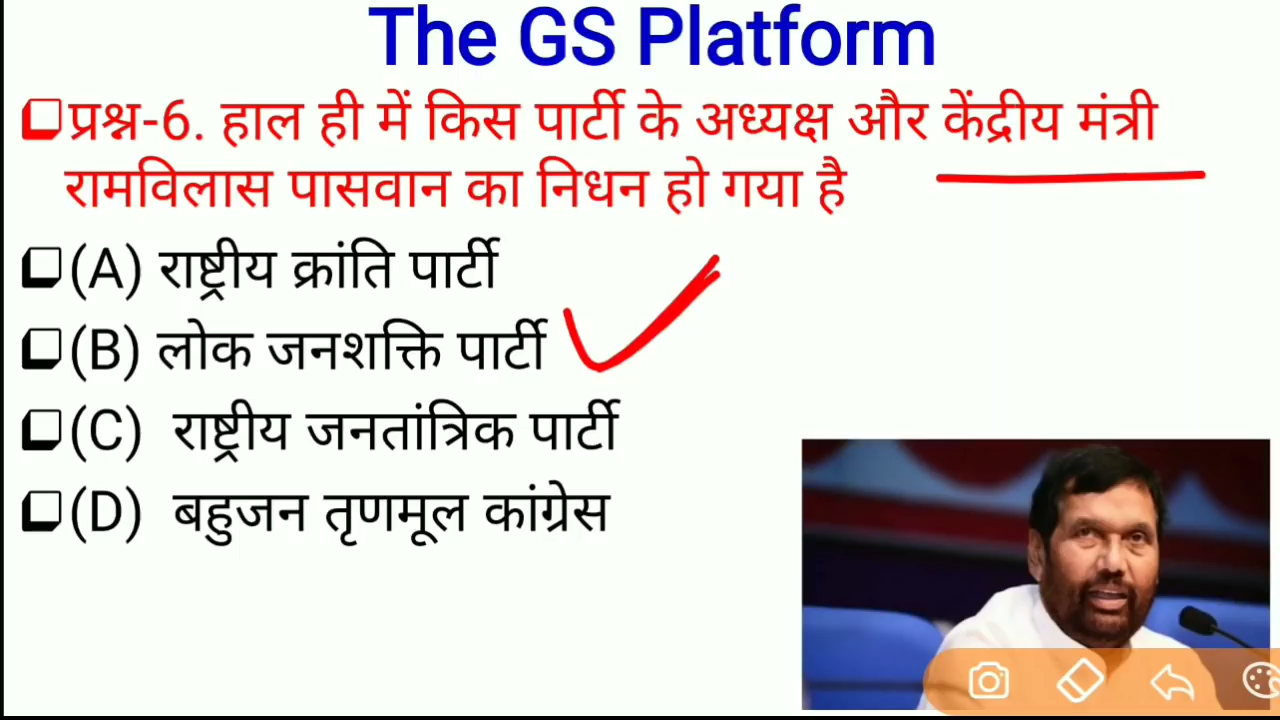 The GS Platform
प्रश्न-6. हाल ही में किस पार्टी के अध्यक्ष और केंद्रीय मंत्री
रामविलास पासवान का निधन हो गया है
(A) राष्ट्रीय क्रांति पार्टी
(B) लोक जनशक्ति पार्टी
(C) राष्ट्रीय जनतांत्रिक पार्टी
(D) बहुजन तृणमूल कांग्रेस